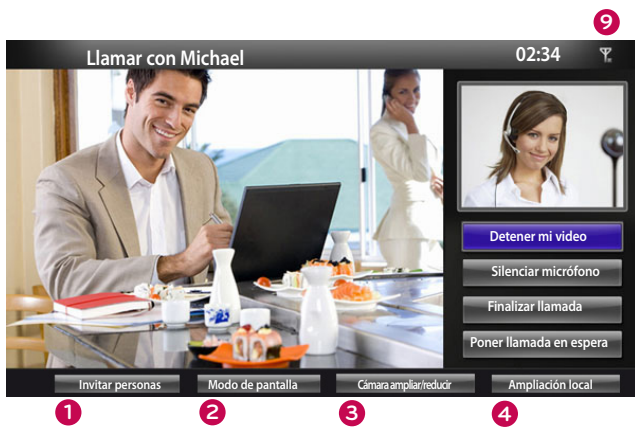 9
Llamar con Michael
02:34
Detener mi video
Silenciar micrófono
Finalizar llamada
Poner llamada en espera
Invitar personas
Modo de pantalla
Cámara ampliar/reducir
Ampliación local
1
2
3
4